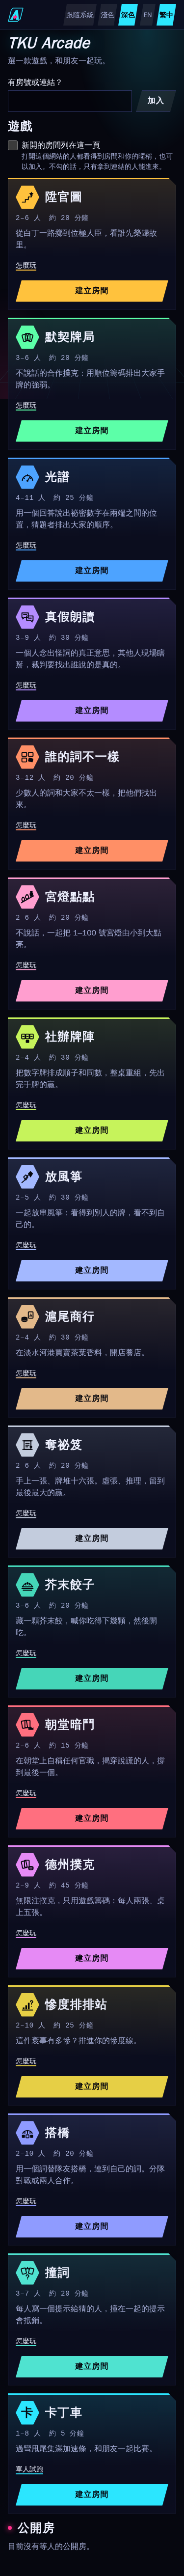 跟隨系統 淺色 深色 EN 繁中
TKU Arcade
選一款遊戲，和朋友一起玩。
有房號或連結？
加入
遊戲
新開的房間列在這一頁
打開這個網站的人都看得到房間和你的暱稱，也可
以加入。不勾的話，只有拿到連結的人能進來。
陞官圖
2–6 人 約 20 分鐘
從白丁一路擲到位極人臣，看誰先榮歸故
里。
怎麼玩
建立房間
默契牌局
3–6 人 約 20 分鐘
不說話的合作撲克：用順位籌碼排出大家手
牌的強弱。
怎麼玩
建立房間
光譜
4–11 人 約 25 分鐘
用一個回答說出祕密數字在兩端之間的位
置，猜題者排出大家的順序。
怎麼玩
建立房間
真假朗讀
3–9 人 約 30 分鐘
一個人念出怪詞的真正意思，其他人現場瞎
掰，裁判要找出誰說的是真的。
怎麼玩
建立房間
誰的詞不一樣
3–12 人 約 20 分鐘
少數人的詞和大家不太一樣，把他們找出
來。
怎麼玩
建立房間
宮燈點點
2–6 人 約 20 分鐘
不說話，一起把 1–100 號宮燈由小到大點
亮。
怎麼玩
建立房間
社辦牌陣
2–4 人 約 30 分鐘
把數字牌排成順子和同數，整桌重組，先出
完手牌的贏。
怎麼玩
建立房間
放風箏
2–5 人 約 30 分鐘
一起放串風箏：看得到別人的牌，看不到自
己的。
怎麼玩
建立房間
滬尾商行
2–4 人 約 30 分鐘
在淡水河港買賣茶葉香料，開店養店。
怎麼玩
建立房間
奪祕笈
2–6 人 約 20 分鐘
手上一張、牌堆十六張。虛張、推理，留到
最後最大的贏。
怎麼玩
建立房間
芥末餃子
3–6 人 約 20 分鐘
藏一顆芥末餃，喊你吃得下幾顆，然後開
吃。
怎麼玩
建立房間
朝堂暗鬥
2–6 人 約 15 分鐘
在朝堂上自稱任何官職，揭穿說謊的人，撐
到最後一個。
怎麼玩
建立房間
德州撲克
2–9 人 約 45 分鐘
無限注撲克，只用遊戲籌碼：每人兩張、桌
上五張。
怎麼玩
建立房間
慘度排排站
2–10 人 約 25 分鐘
這件衰事有多慘？排進你的慘度線。
怎麼玩
建立房間
搭橋
2–10 人 約 20 分鐘
用一個詞替隊友搭橋，連到自己的詞。分隊
對戰或兩人合作。
怎麼玩
建立房間
撞詞
3–7 人 約 20 分鐘
每人寫一個提示給猜的人，撞在一起的提示
會抵銷。
怎麼玩
建立房間
卡 卡丁車
1–8 人 約 5 分鐘
過彎甩尾集滿加速條，和朋友一起比賽。
單人試跑
建立房間
公開房
目前沒有等人的公開房。